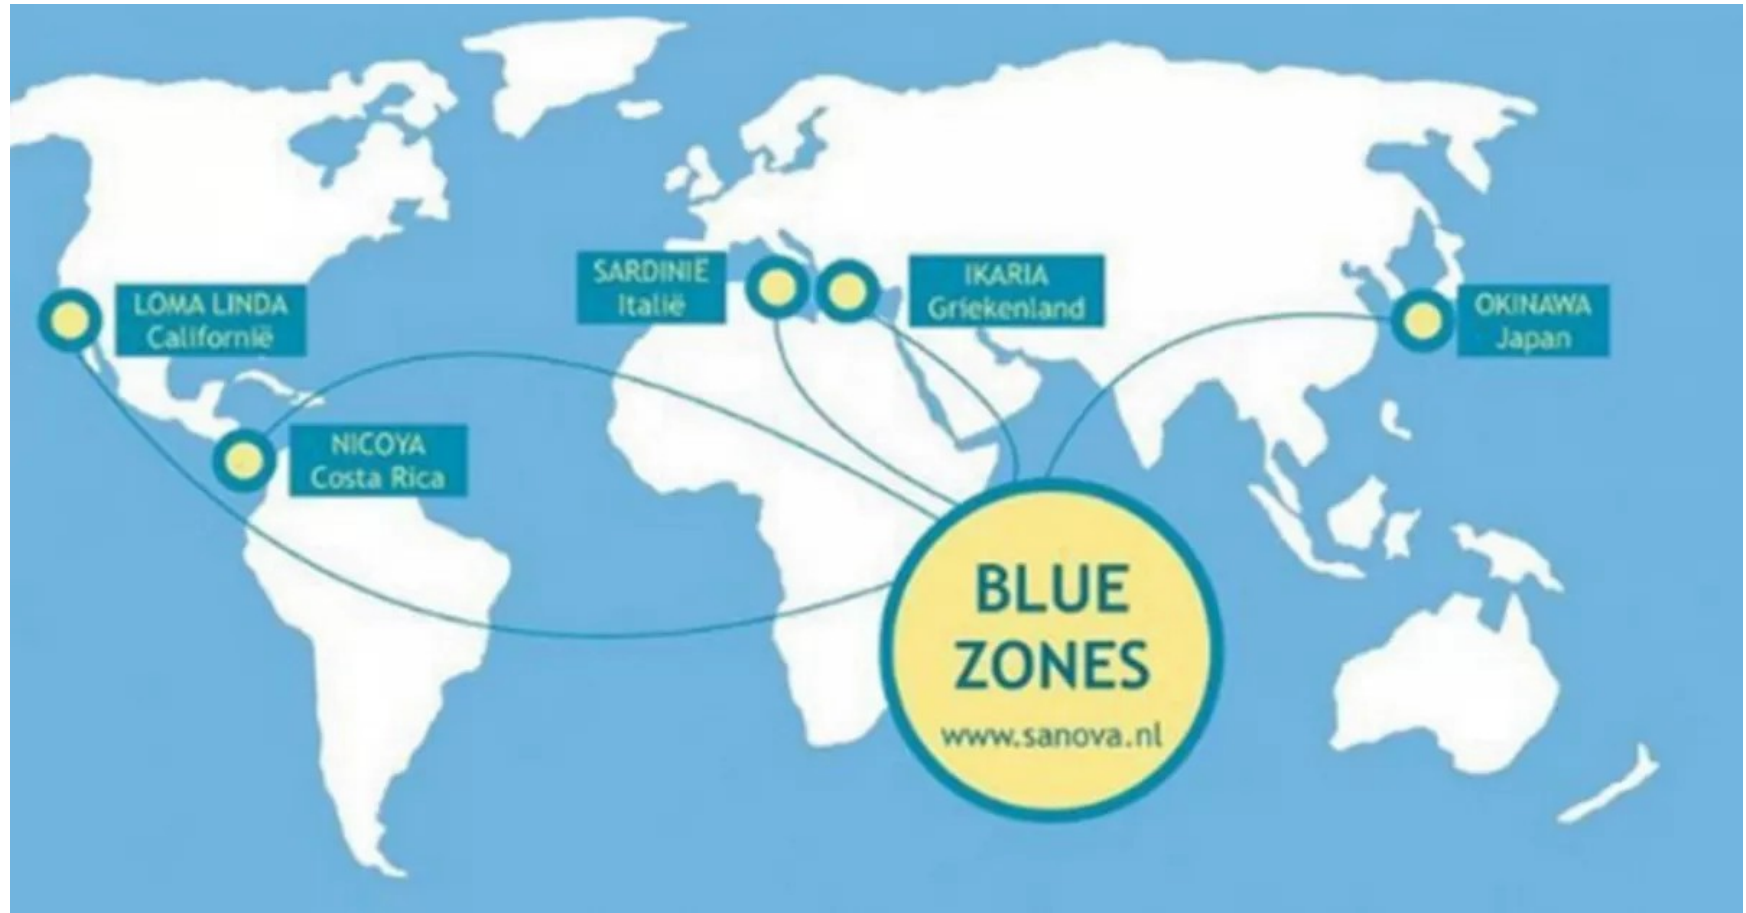 SARDINIË
Italië
IKARIA
Griekenland
LOMA LINDA
Californië
OKINAWA
Japan
NICOYA
Costa Rica
BLUE
ZONES
www.sanova.nl